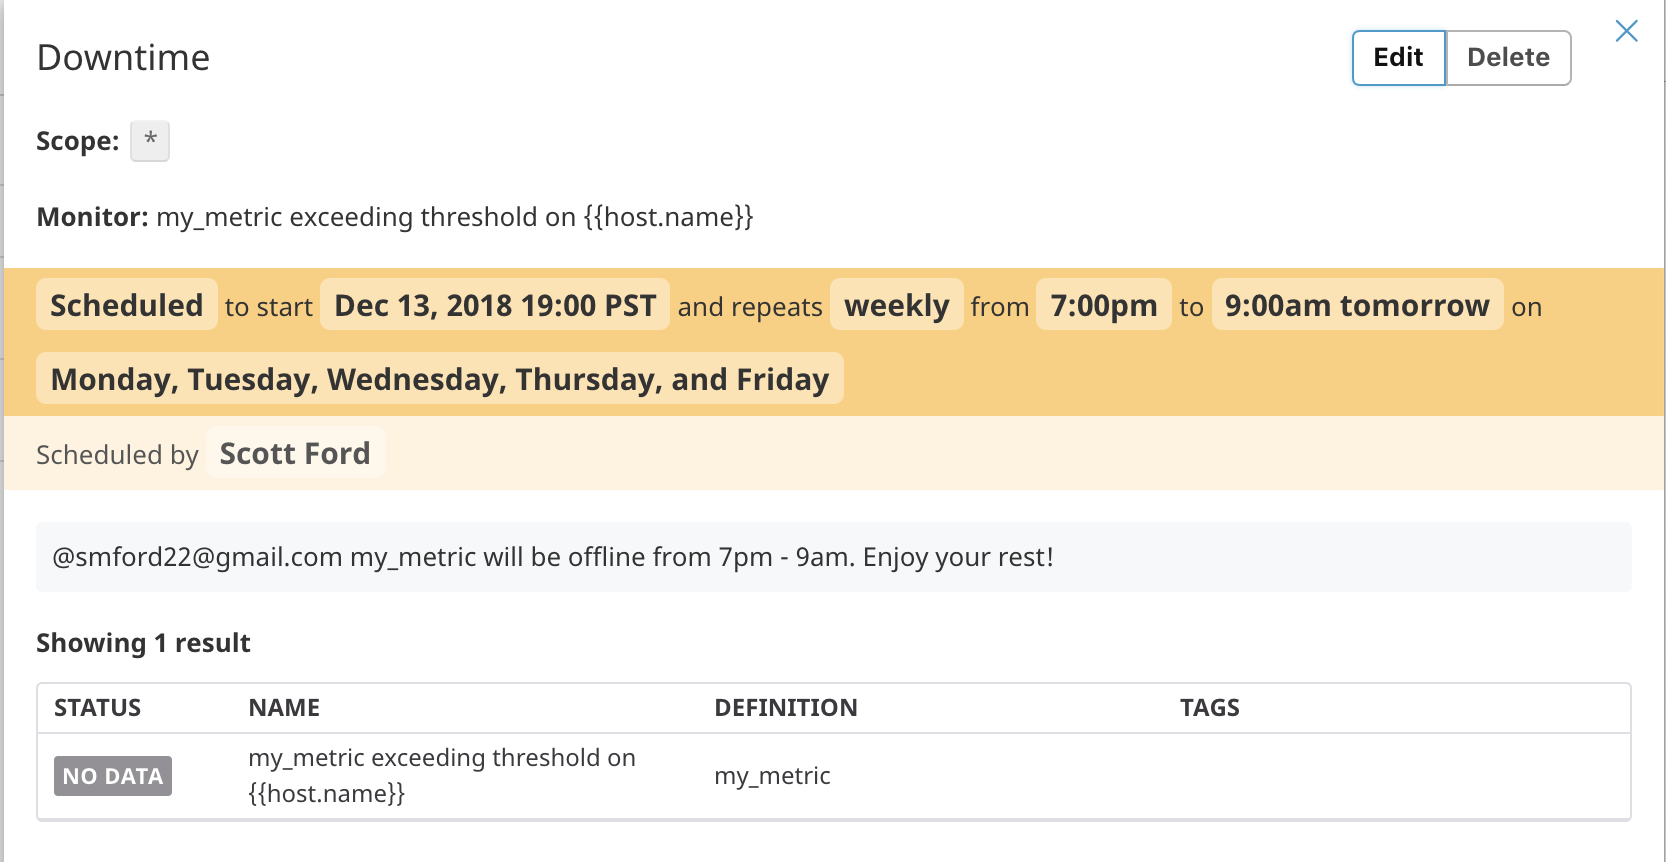 Downtime
Edit Delete
Scope: *
Monitor: my_metric exceeding threshold on {{host.name}}
Scheduled to start Dec 13, 2018 19:00 PST and repeats weekly from 7:00pm to 9:00am tomorrow on
Monday, Tuesday, Wednesday, Thursday, and Friday
Scheduled by Scott Ford
@smford22@gmail.com my_metric will be offline from 7pm - 9am. Enjoy your rest!
Showing 1 result
STATUS NAME DEFINITION TAGS
NO DATA my_metric exceeding threshold on my_metric
{{host.name}}